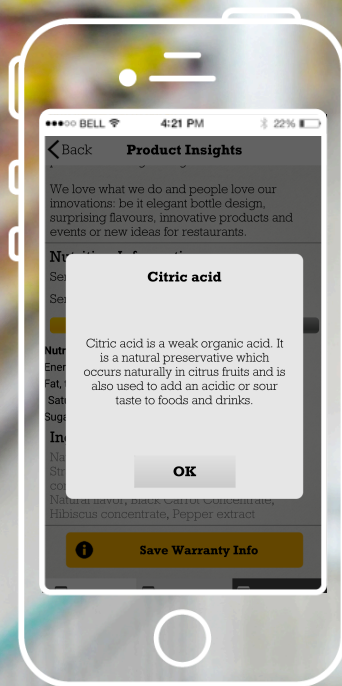 BELL 4:21 PM 22%
Back Product Insights
We love what we do and people love our
innovations: be it elegant bottle design,
surprising flavours, innovative products and
events or new ideas for restaurants.
Citric acid
Citric acid is a weak organic acid. It
is a natural preservative which
occurs naturally in citrus fruits and is
also used to add an acidic or sour
taste to foods and drinks.
OK
Natural flavor, Black Carrot Concentrate,
Hibiscus concentrate, Pepper extract
Save Warranty Info